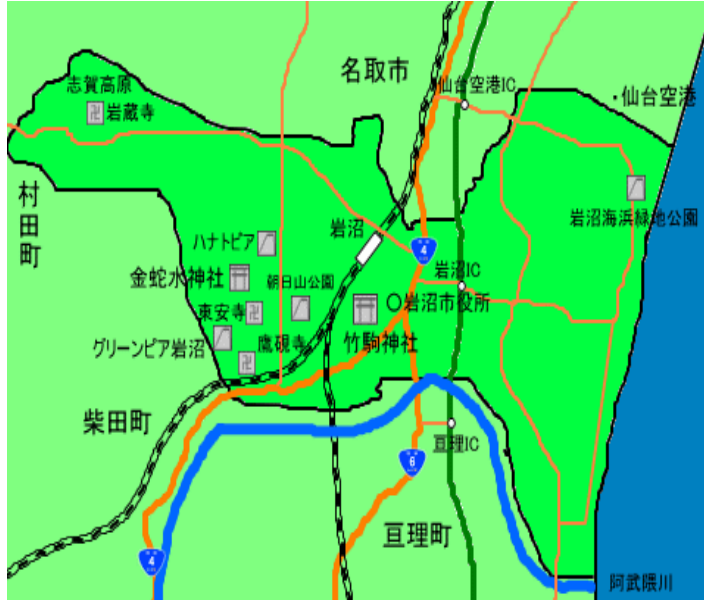 名取市
志賀高原
仙台空港IC
・仙台空港
岩蔵寺
村田町
岩沼海浜緑地公園
岩沼
ハナトピア
4
岩沼IC
金蛇水神社
朝日山公園
〇岩沼市役所
東安寺
グリーンピア岩沼
鷹硯寺
竹駒神社
柴田町
亘理IC
6
亘理町
4
阿武隈川